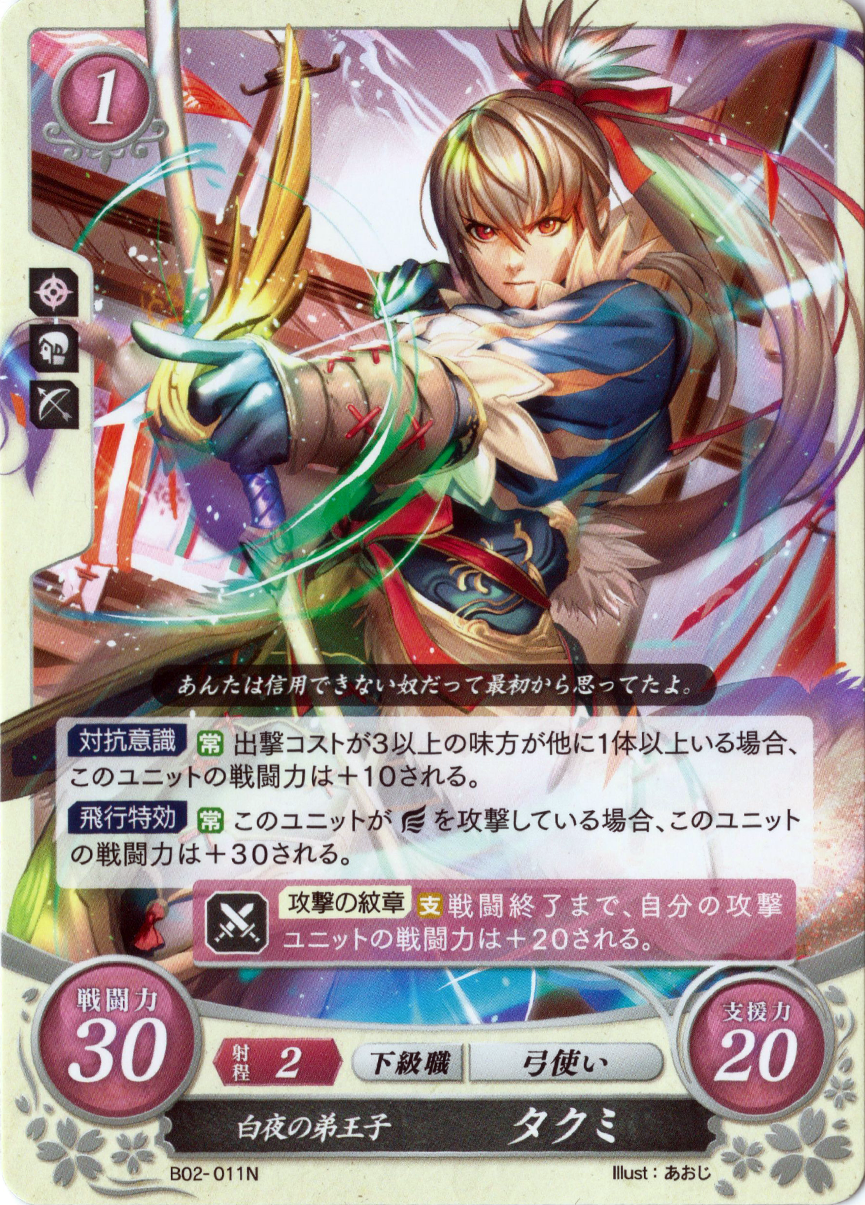 1
あんたは信用できない奴だって最初から思ってたよ。
対抗意識 常 出撃コストが3以上の味方が他に1体以上いる場合、
このユニットの戦闘力は+10される。
飛行特効 常 このユニットが を攻撃している場合、このユニット
の戦闘力は+30される。
攻撃の紋章 支 戦闘終了まで、自分の攻撃
ユニットの戦闘力は+20される。
戦闘力
30
射程 2
下級職 弓使い
支援力
20
白夜の弟王子 タクミ
B02-011N
Illust:あおじ